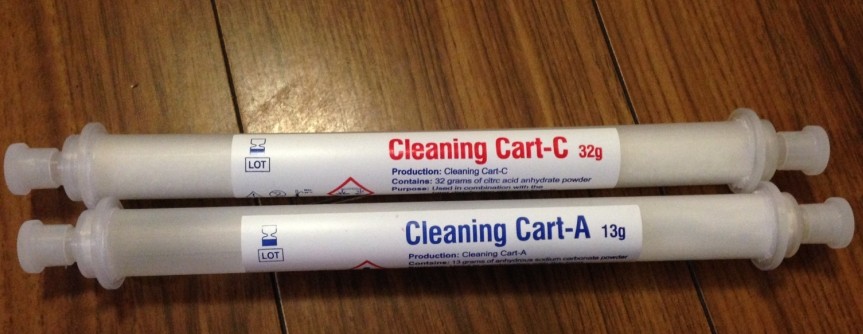 Cleaning Cart-C 32g
LOT
Production: Cleaning Cart-C
Contains: 32 grams of citrc acid anhydrate powder
Purpose: Used in combination with the
Cleaning Cart-A 13g
LOT
Production: Cleaning Cart-A
Contains: 13 grams of anhydrous sodium carbonate powder